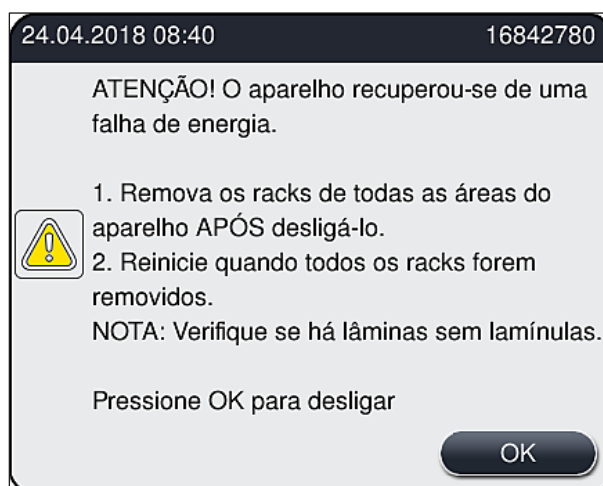 24.04.2018 08:40 16842780
ATENÇÃO! O aparelho recuperou-se de uma
falha de energia.
1. Remova os racks de todas as áreas do
aparelho APÓS desligá-lo.
2. Reinicie quando todos os racks forem
removidos.
NOTA: Verifique se há lâminas sem lamínulas.
Pressione OK para desligar
OK